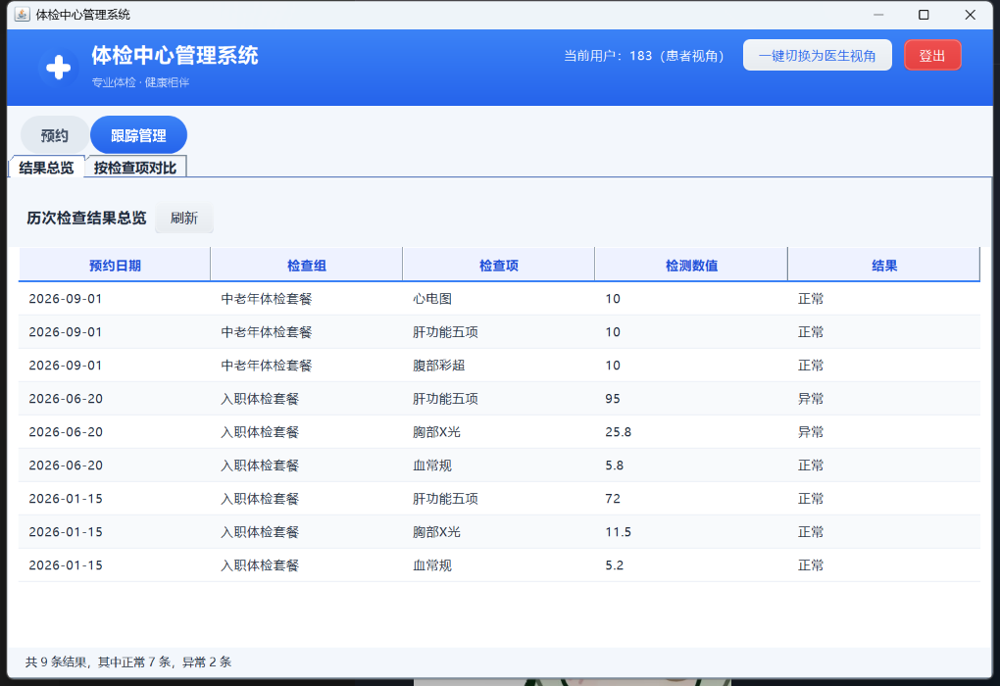 体检中心管理系统
体检中心管理系统
专业体检 · 健康相伴
当前用户：183（患者视角） 一键切换为医生视角 登出
预约 跟踪管理
结果总览 按检查项对比
历次检查结果总览 刷新
预约日期 检查组 检查项 检测数值 结果
2026-09-01 中老年体检套餐 心电图 10 正常
2026-09-01 中老年体检套餐 肝功能五项 10 正常
2026-09-01 中老年体检套餐 腹部彩超 10 正常
2026-06-20 入职体检套餐 肝功能五项 95 异常
2026-06-20 入职体检套餐 胸部X光 25.8 异常
2026-06-20 入职体检套餐 血常规 5.8 正常
2026-01-15 入职体检套餐 肝功能五项 72 正常
2026-01-15 入职体检套餐 胸部X光 11.5 正常
2026-01-15 入职体检套餐 血常规 5.2 正常
共 9 条结果，其中正常 7 条，异常 2 条